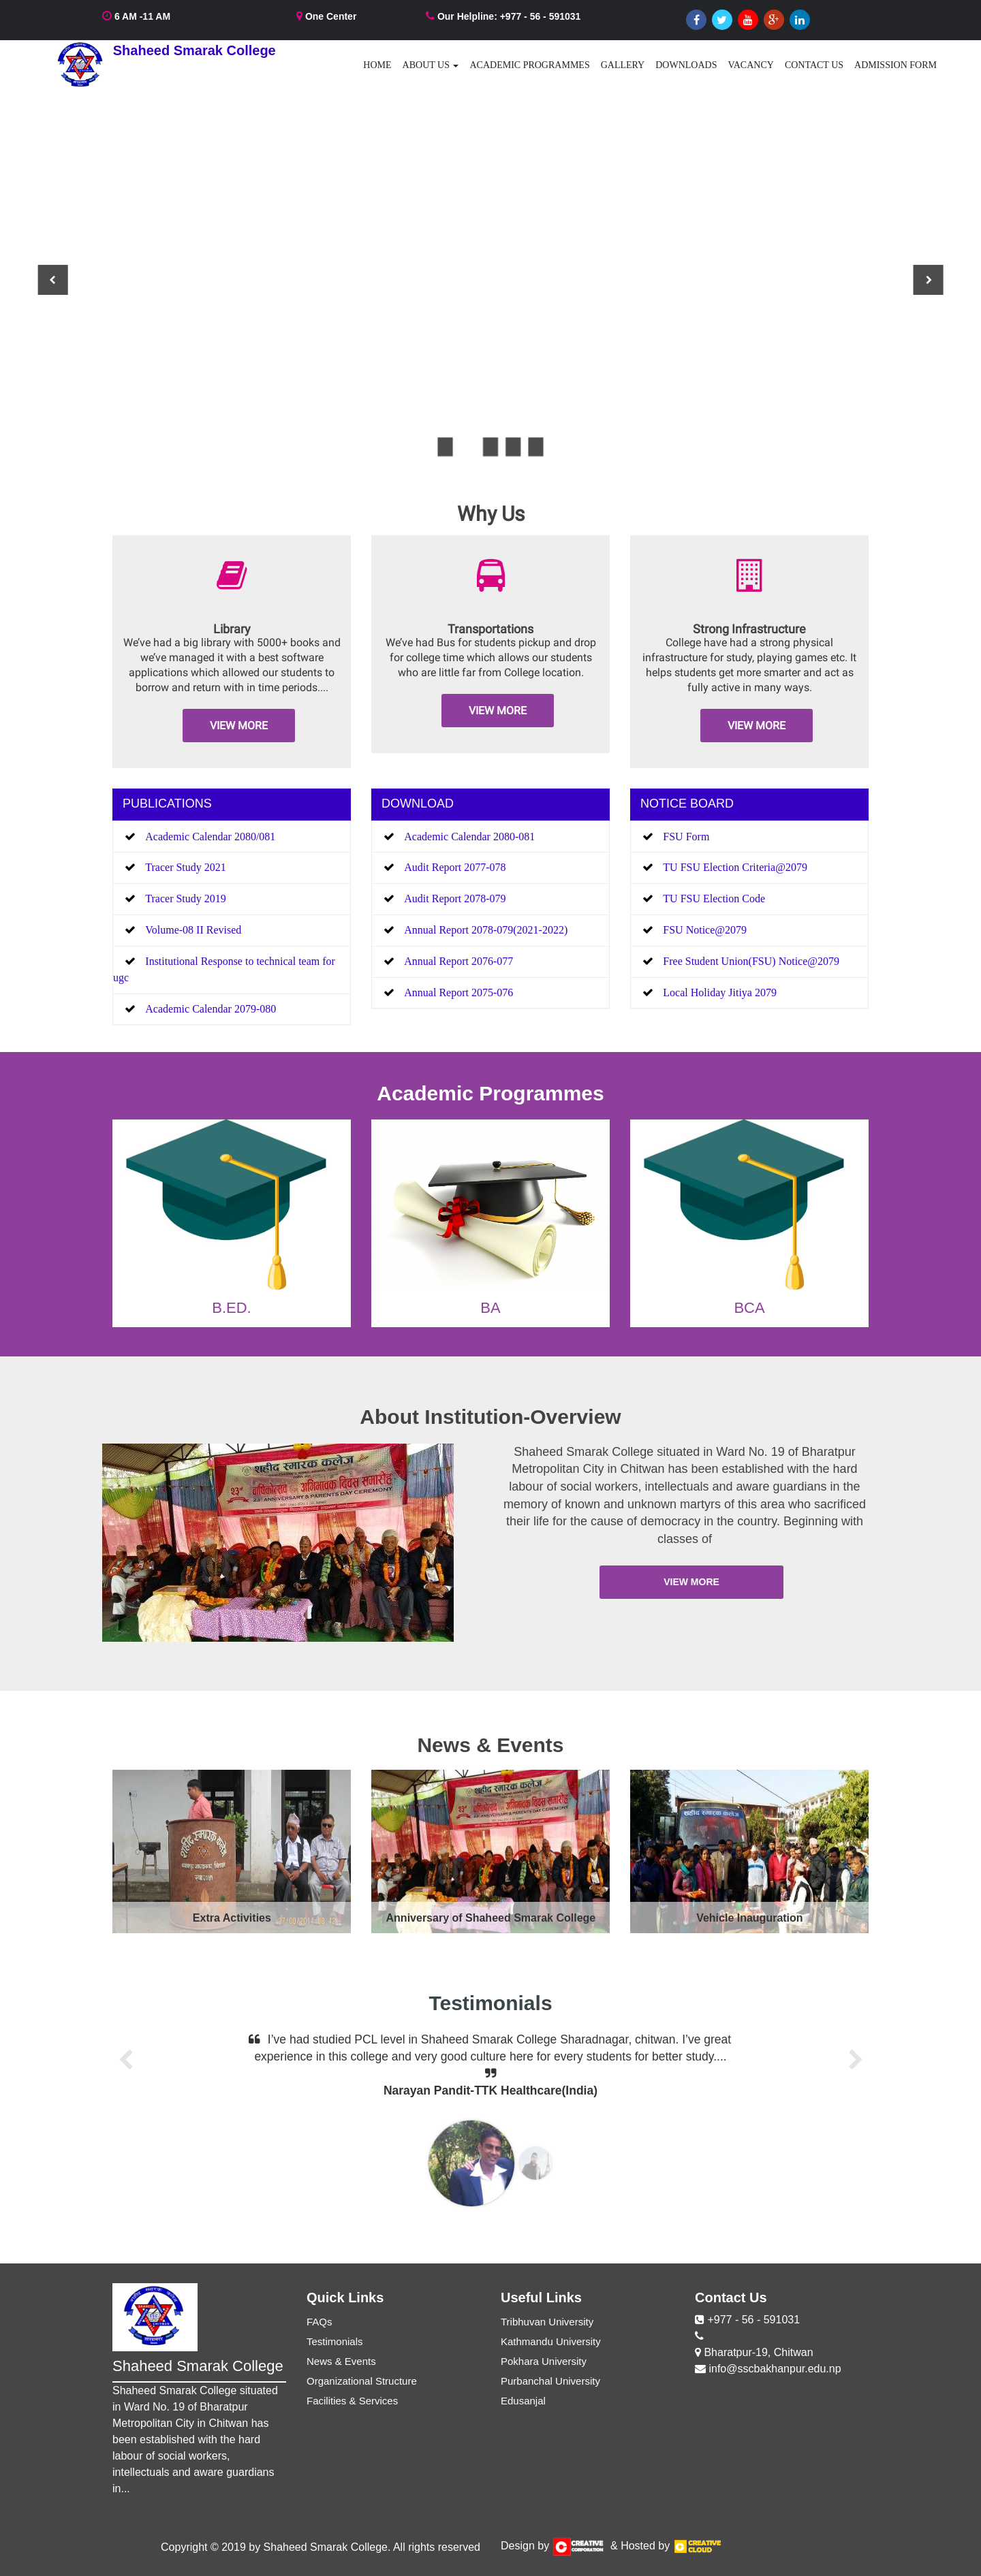 6 AM -11 AM
One Center
Our Helpline: +977 - 56 - 591031
Shaheed Smarak College
HOME
ABOUT US
ACADEMIC PROGRAMMES
GALLERY
DOWNLOADS
VACANCY
CONTACT US
ADMISSION FORM
Why Us
Library
We've had a big library with 5000+ books and
we've managed it with a best software
applications which allowed our students to
borrow and return with in time periods....
VIEW MORE
Transportations
We've had Bus for students pickup and drop
for college time which allows our students
who are little far from College location.
VIEW MORE
Strong Infrastructure
College have had a strong physical
infrastructure for study, playing games etc. It
helps students get more smarter and act as
fully active in many ways.
VIEW MORE
PUBLICATIONS
Academic Calendar 2080/081
Tracer Study 2021
Tracer Study 2019
Volume-08 II Revised
Institutional Response to technical team for
ugc
Academic Calendar 2079-080
DOWNLOAD
Academic Calendar 2080-081
Audit Report 2077-078
Audit Report 2078-079
Annual Report 2078-079(2021-2022)
Annual Report 2076-077
Annual Report 2075-076
NOTICE BOARD
FSU Form
TU FSU Election Criteria@2079
TU FSU Election Code
FSU Notice@2079
Free Student Union(FSU) Notice@2079
Local Holiday Jitiya 2079
Academic Programmes
B.ED.
BA
BCA
About Institution-Overview
शहीद स्मारक कलेज
२३औं
वार्षिकोत्सव
अभिभावक दिवस समारोह
23rd ANNIVERSARY & PARENTS DAY CEREMONY
Shaheed Smarak College situated in Ward No. 19 of Bharatpur
Metropolitan City in Chitwan has been established with the hard
labour of social workers, intellectuals and aware guardians in the
memory of known and unknown martyrs of this area who sacrificed
their life for the cause of democracy in the country. Beginning with
classes of
VIEW MORE
News & Events
शहीद स्मारक कलेज
Extra Activities
शहीद स्मारक कलेज
Anniversary of Shaheed Smarak College
शहीद स्मारक कलेज
Vehicle Inauguration
Testimonials
I've had studied PCL level in Shaheed Smarak College Sharadnagar, chitwan. I've great
experience in this college and very good culture here for every students for better study....
Narayan Pandit-TTK Healthcare(India)
Shaheed Smarak College
Shaheed Smarak College situated
in Ward No. 19 of Bharatpur
Metropolitan City in Chitwan has
been established with the hard
labour of social workers,
intellectuals and aware guardians
in...
Quick Links
FAQs
Testimonials
News & Events
Organizational Structure
Facilities & Services
Useful Links
Tribhuvan University
Kathmandu University
Pokhara University
Purbanchal University
Edusanjal
Contact Us
+977 - 56 - 591031
Bharatpur-19, Chitwan
info@sscbakhanpur.edu.np
Copyright © 2019 by Shaheed Smarak College. All rights reserved
Design by CREATIVE CORPORATION & Hosted by CREATIVE CLOUD